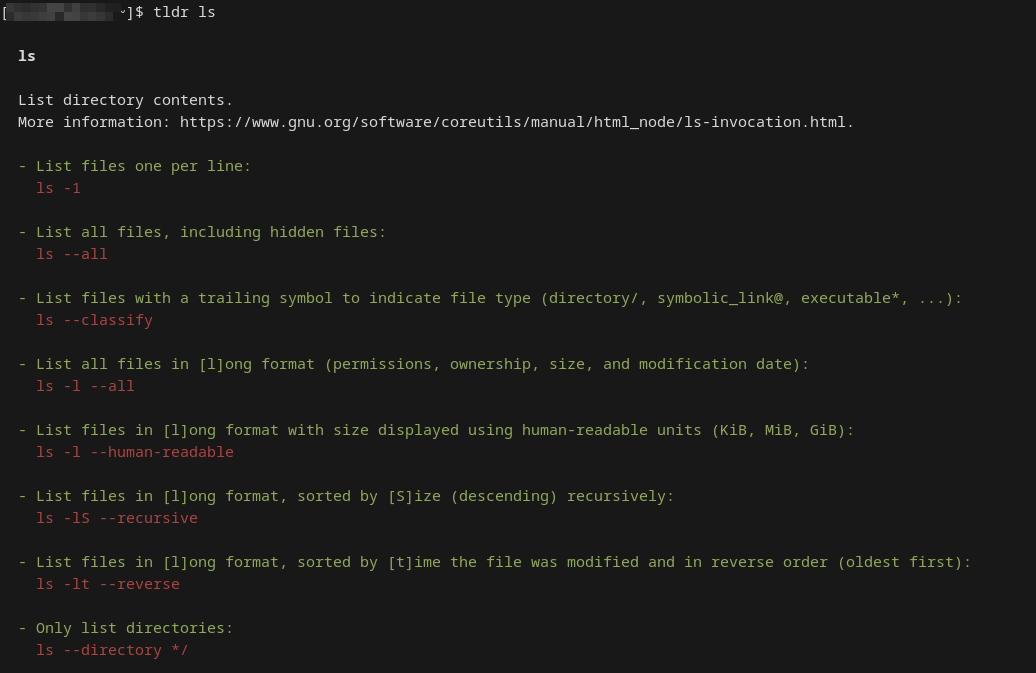 [ ~]$ tldr ls
ls
List directory contents.
More information: https://www.gnu.org/software/coreutils/manual/html_node/ls-invocation.html.
- List files one per line:
ls -1
- List all files, including hidden files:
ls --all
- List files with a trailing symbol to indicate file type (directory/, symbolic_link@, executable*, ...):
ls --classify
- List all files in [l]ong format (permissions, ownership, size, and modification date):
ls -l --all
- List files in [l]ong format with size displayed using human-readable units (KiB, MiB, GiB):
ls -l --human-readable
- List files in [l]ong format, sorted by [S]ize (descending) recursively:
ls -lS --recursive
- List files in [l]ong format, sorted by [t]ime the file was modified and in reverse order (oldest first):
ls -lt --reverse
- Only list directories:
ls --directory */